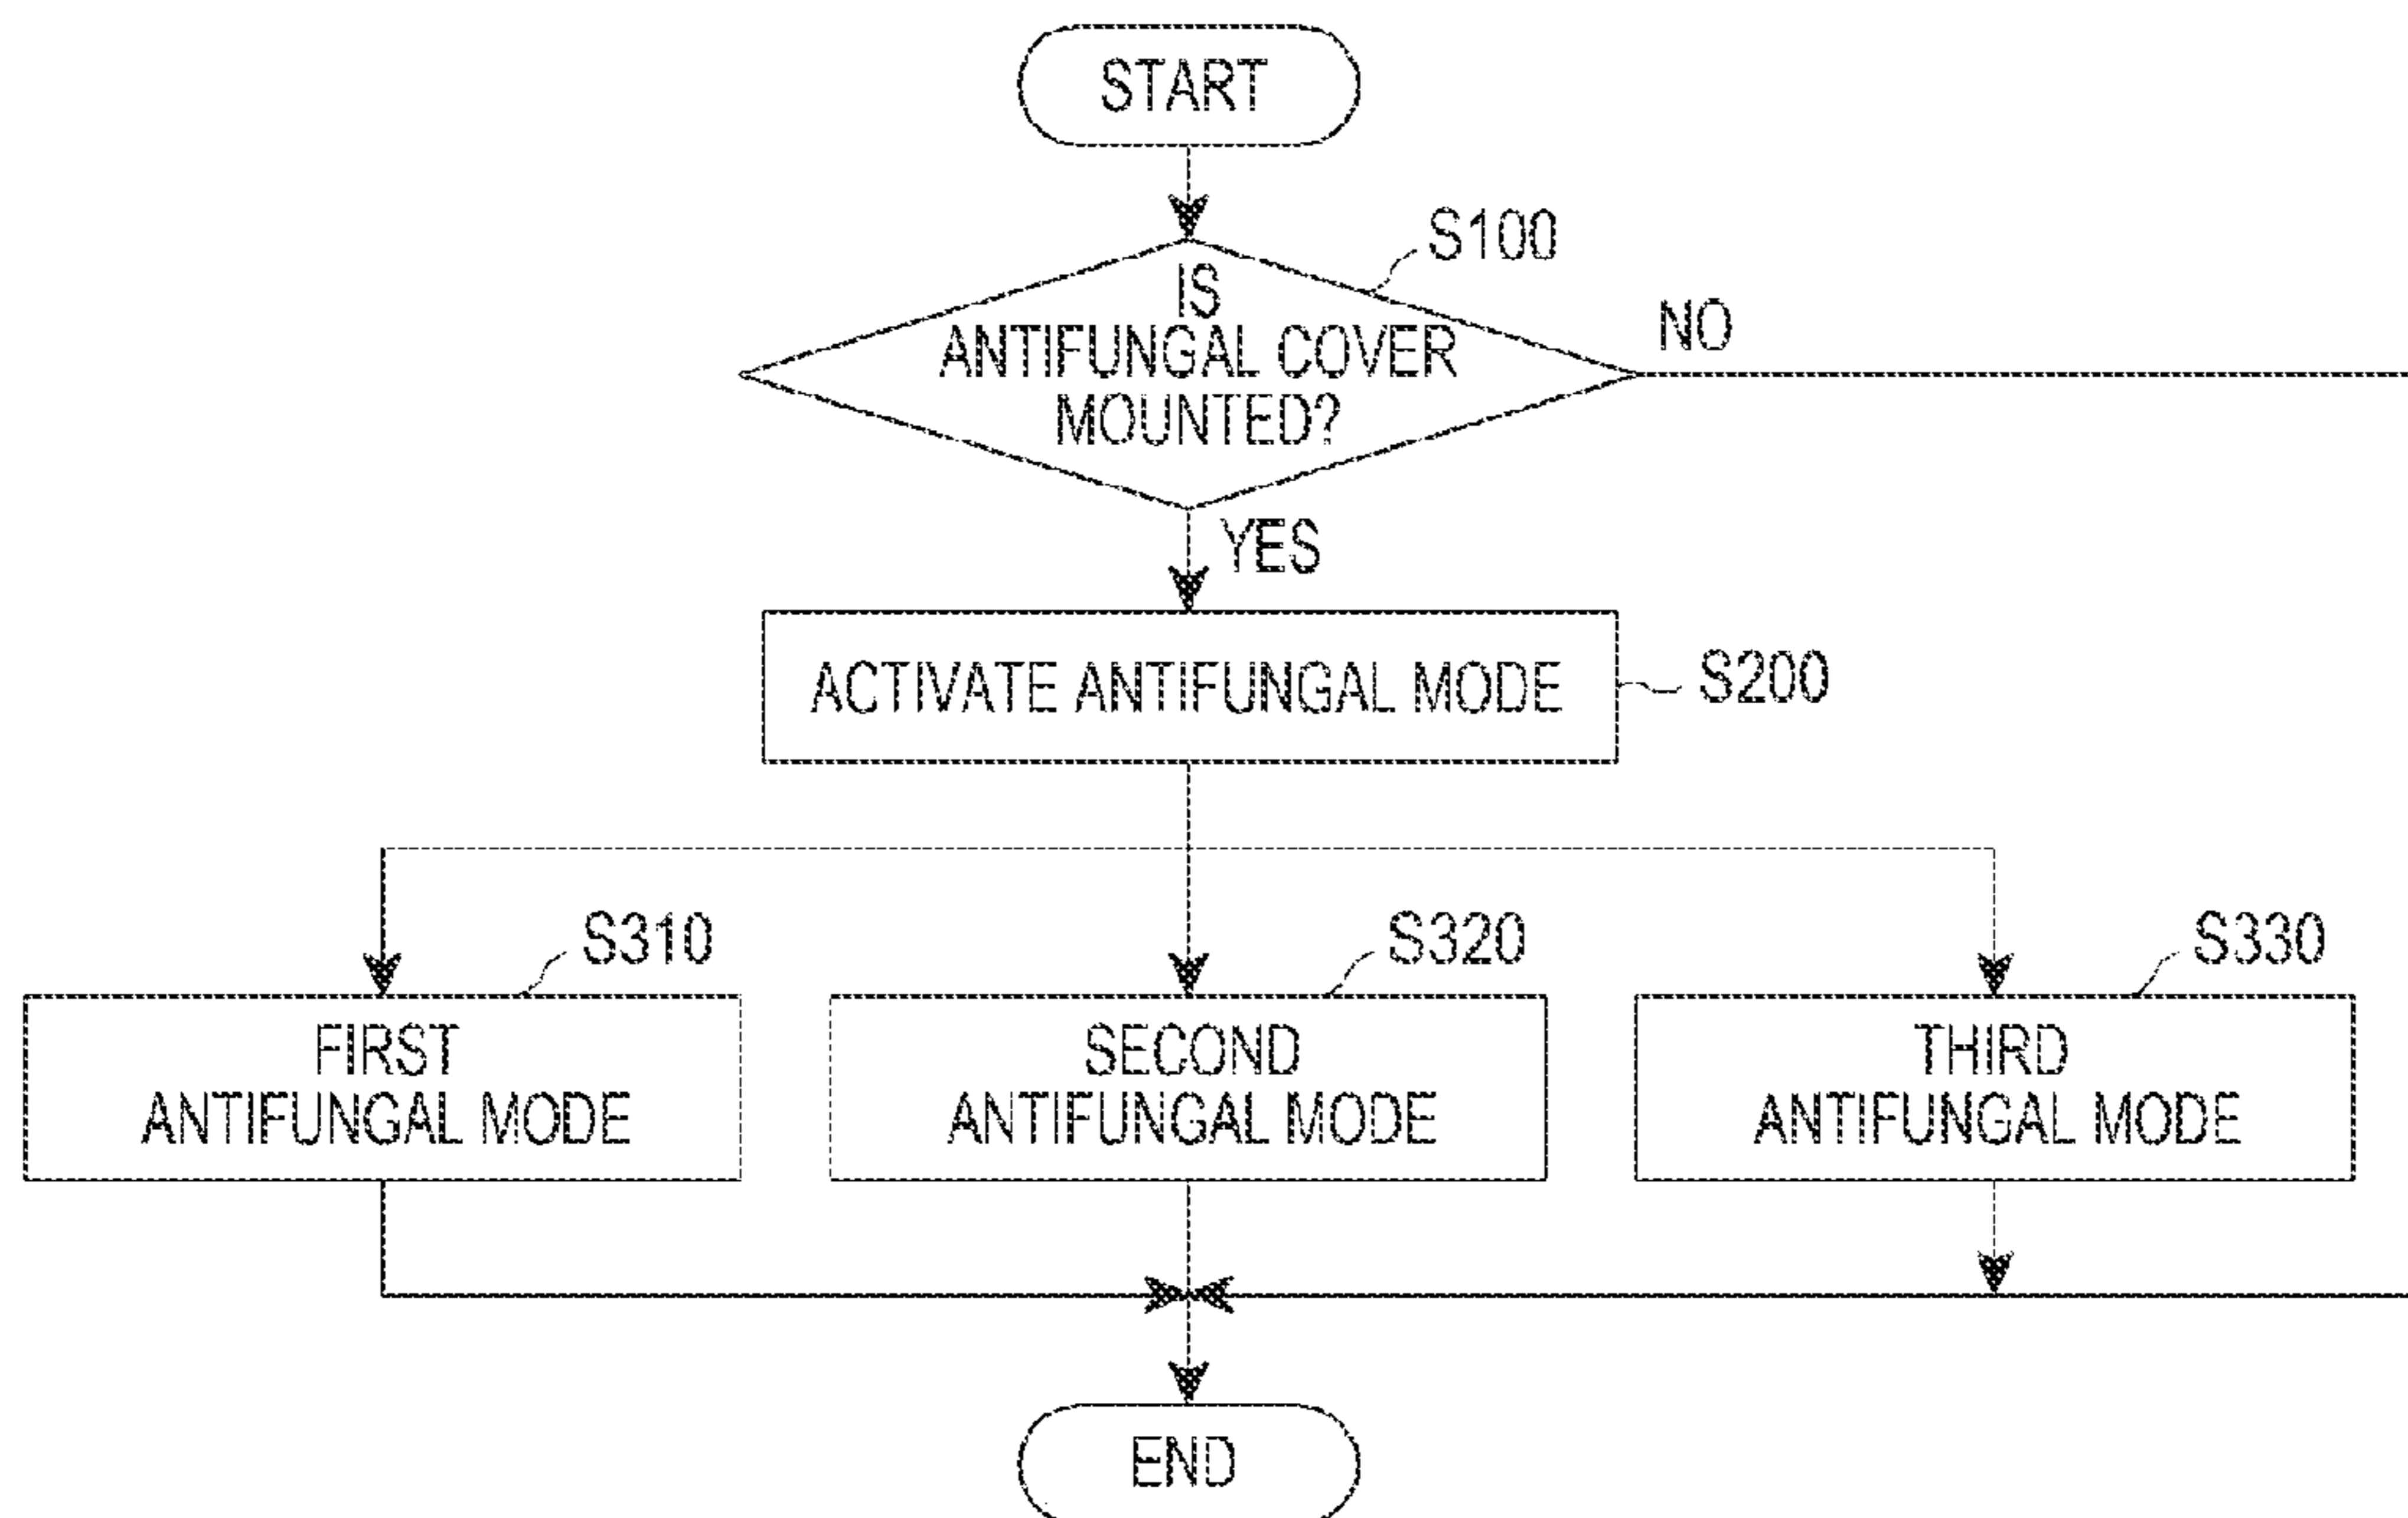 START
S100
IS
ANTIFUNGAL COVER
MOUNTED?
NO
YES
ACTIVATE ANTIFUNGAL MODE
S200
S310
S320
S330
FIRST
ANTIFUNGAL MODE
SECOND
ANTIFUNGAL MODE
THIRD
ANTIFUNGAL MODE
END